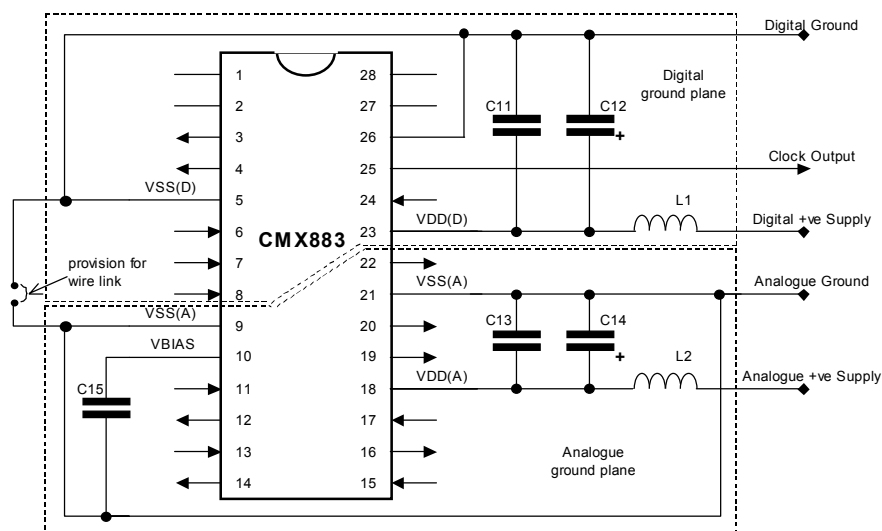 Digital Ground
Digital
ground plane
1
28
2
27
C11
C12
3
26
+
4
25
Clock Output
VSS(D)
5
24
L1
6
CMX883
23
VDD(D)
Digital +ve Supply
provision for
wire link
7
22
8
21
VSS(A)
Analogue Ground
VSS(A)
9
20
C13
C14
VBIAS
10
19
+
L2
C15
11
18
VDD(A)
Analogue +ve Supply
12
17
13
16
Analogue
ground plane
14
15